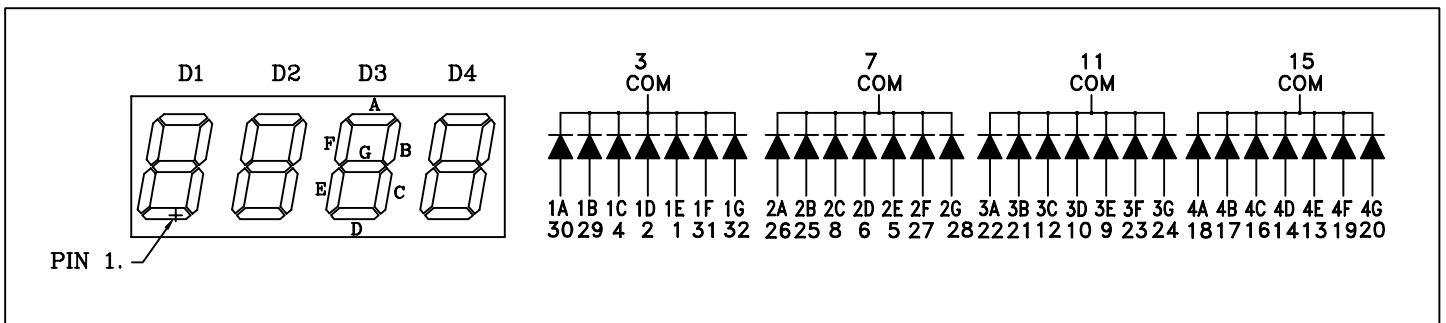 D1 D2 D3 D4
A
F
G
B
E
C
D
PIN 1.
3
COM
7
COM
11
COM
15
COM
1A 1B 1C 1D 1E 1F 1G
30 29 4 2 1 31 32
2A 2B 2C 2D 2E 2F 2G
26 25 8 6 5 27 28
3A 3B 3C 3D 3E 3F 3G
22 21 12 10 9 23 24
4A 4B 4C 4D 4E 4F 4G
18 17 16 14 13 19 20